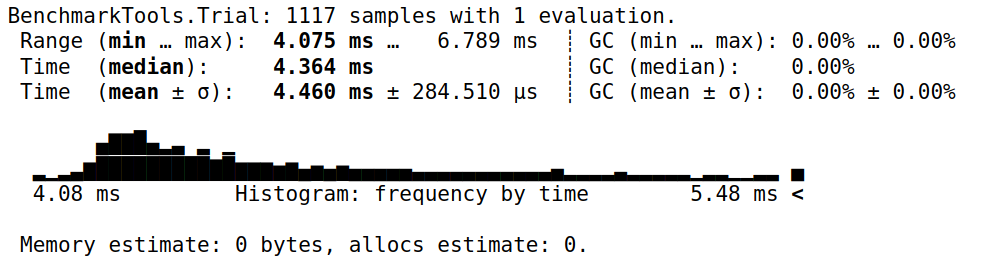 BenchmarkTools.Trial: 1117 samples with 1 evaluation.
Range (min … max): 4.075 ms … 6.789 ms ┊ GC (min … max): 0.00% … 0.00%
Time (median): 4.364 ms ┊ GC (median): 0.00%
Time (mean ± σ): 4.460 ms ± 284.510 μs ┊ GC (mean ± σ): 0.00% ± 0.00%
4.08 ms Histogram: frequency by time 5.48 ms <
Memory estimate: 0 bytes, allocs estimate: 0.